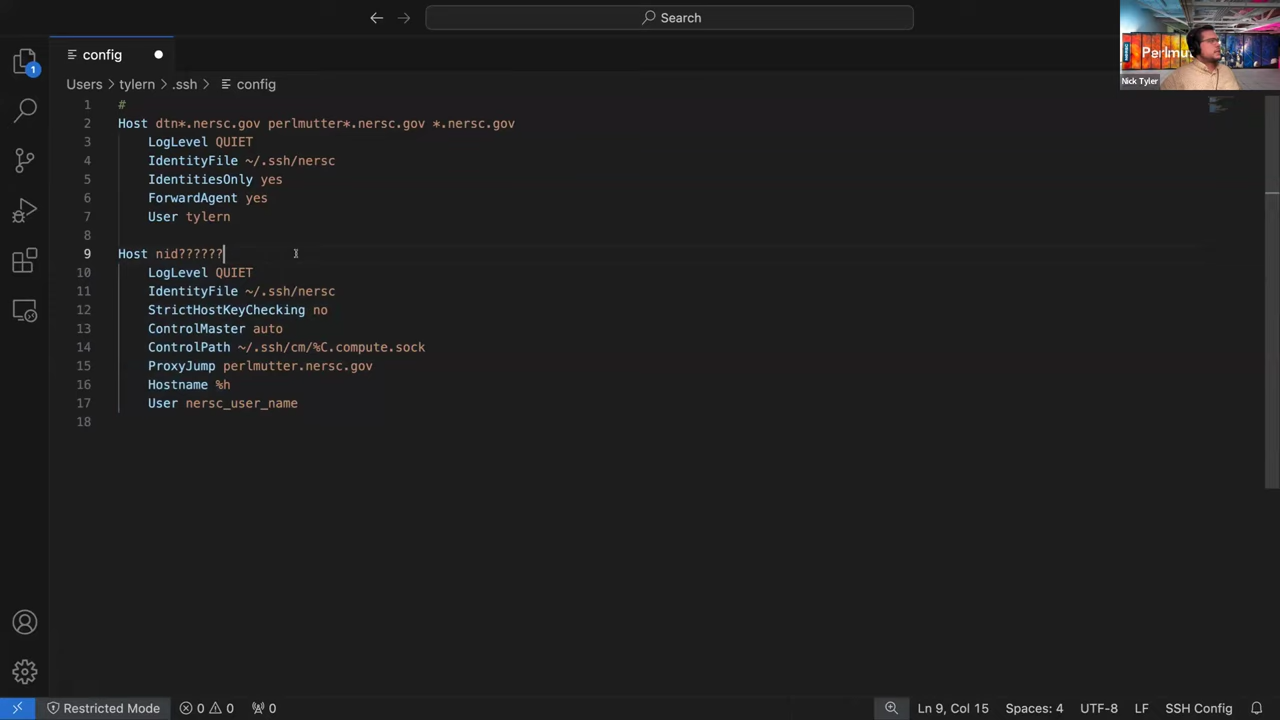 Search
config
Perlmut
Nick Tyler
1
Users > tylern > .ssh > config
1 #
2 Host dtn*.nersc.gov perlmutter*.nersc.gov *.nersc.gov
3 LogLevel QUIET
4 IdentityFile ~/.ssh/nersc
5 IdentitiesOnly yes
6 ForwardAgent yes
7 User tylern
8
9 Host nid??????
10 LogLevel QUIET
11 IdentityFile ~/.ssh/nersc
12 StrictHostKeyChecking no
13 ControlMaster auto
14 ControlPath ~/.ssh/cm/%C.compute.sock
15 ProxyJump perlmutter.nersc.gov
16 Hostname %h
17 User nersc_user_name
18
Restricted Mode 0 0 0 Ln 9, Col 15 Spaces: 4 UTF-8 LF SSH Config